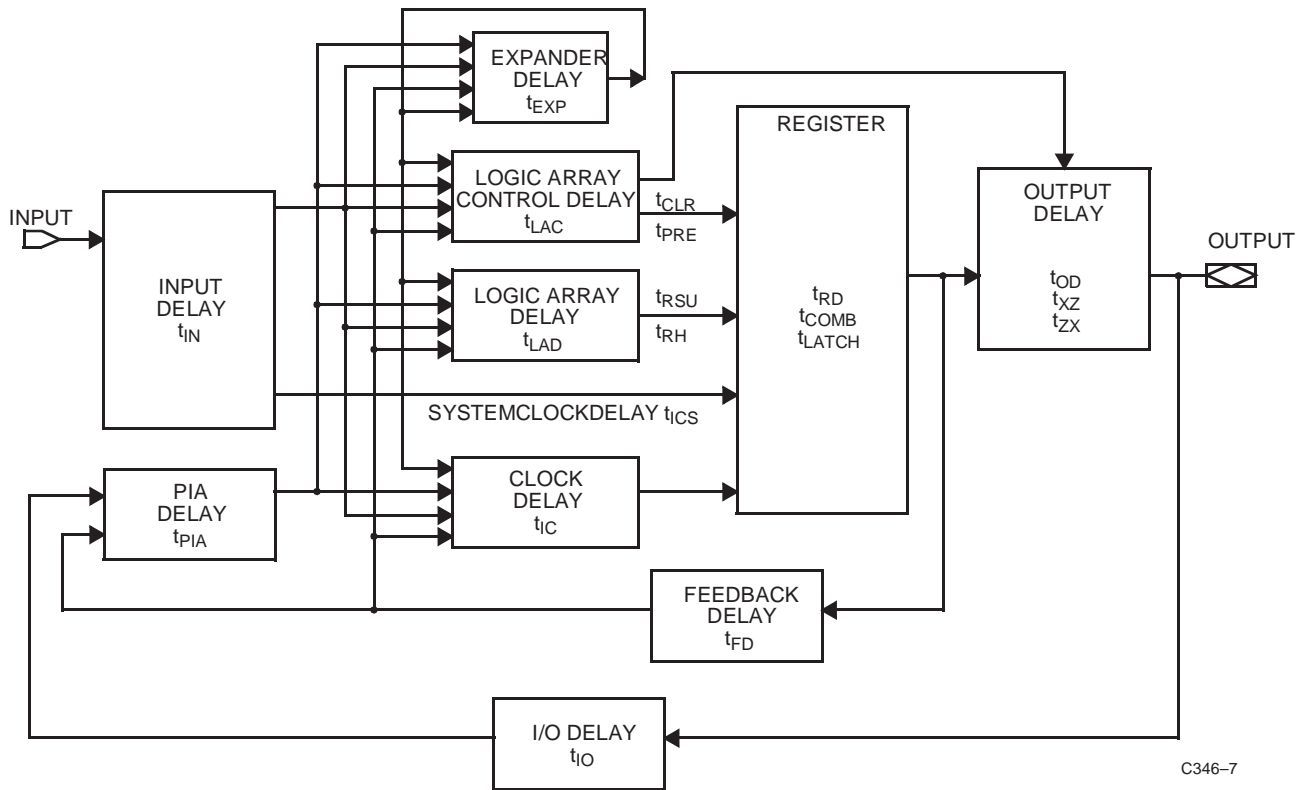 EXPANDER
DELAY
tEXP
REGISTER
LOGIC ARRAY
CONTROL DELAY
tLAC
tCLR
tPRE
OUTPUT
DELAY
tOD
tXZ
tZX
INPUT
OUTPUT
INPUT
DELAY
tIN
LOGIC ARRAY
DELAY
tLAD
tRSU
tRH
tRD
tCOMB
tLATCH
SYSTEMCLOCKDELAY tICS
PIA
DELAY
tPIA
CLOCK
DELAY
tIC
FEEDBACK
DELAY
tFD
I/O DELAY
tIO
C346–7